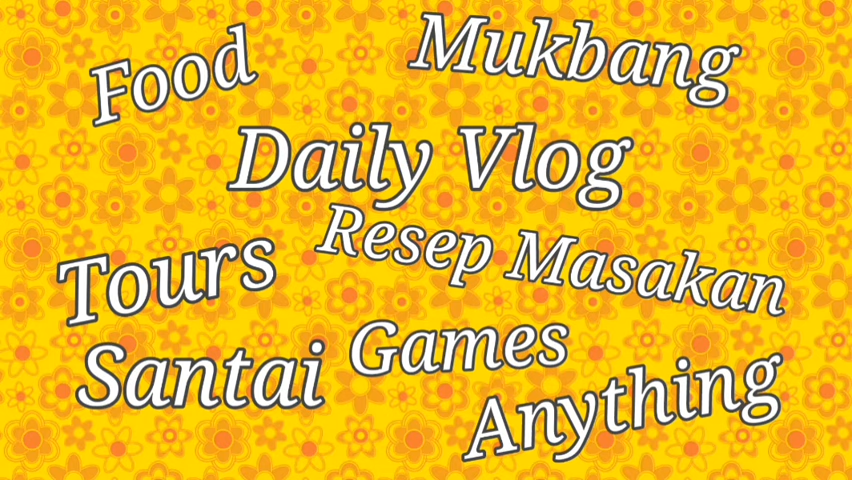 Food
Mukbang
Daily Vlog
Resep Masakan
Tours
Games
Santai
Anything